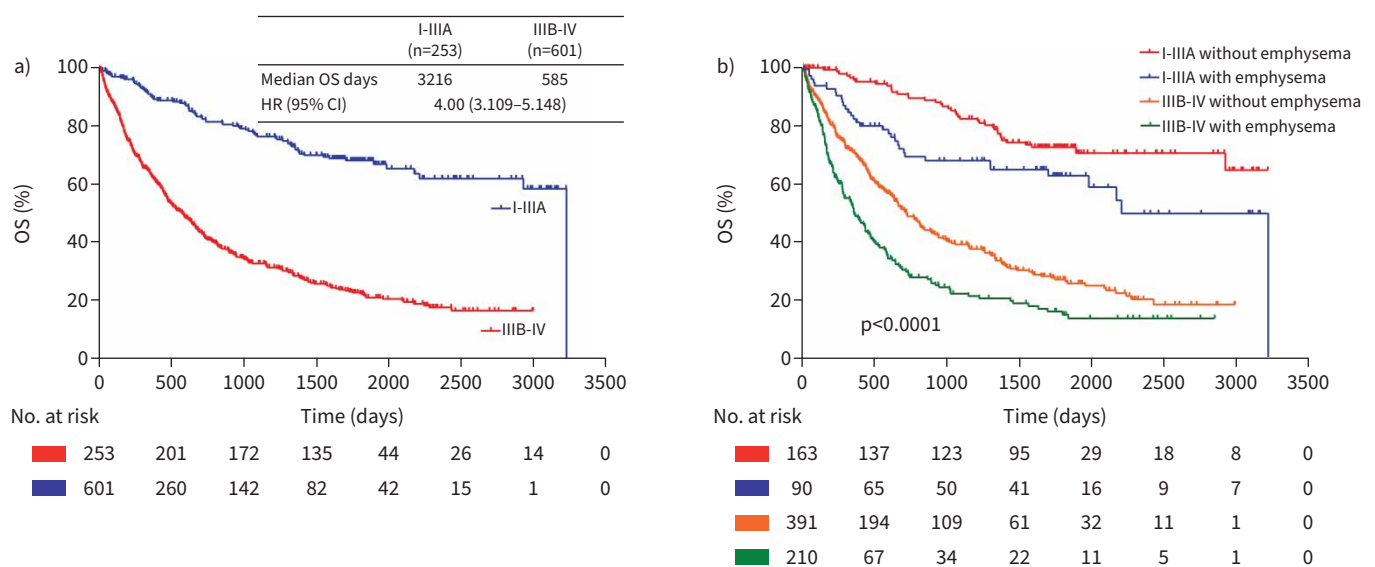 a)
I-IIIA IIIB-IV
(n=253) (n=601)
Median OS days 3216 585
HR (95% CI) 4.00 (3.109–5.148)
OS (%)
100
80
60
40
20
0
I-IIIA
IIIB-IV
0 500 1000 1500 2000 2500 3000 3500
No. at risk Time (days)
253 201 172 135 44 26 14 0
601 260 142 82 42 15 1 0
b)
I-IIIA without emphysema
I-IIIA with emphysema
IIIB-IV without emphysema
IIIB-IV with emphysema
OS (%)
100
80
60
40
20
0
p<0.0001
0 500 1000 1500 2000 2500 3000 3500
No. at risk Time (days)
163 137 123 95 29 18 8 0
90 65 50 41 16 9 7 0
391 194 109 61 32 11 1 0
210 67 34 22 11 5 1 0